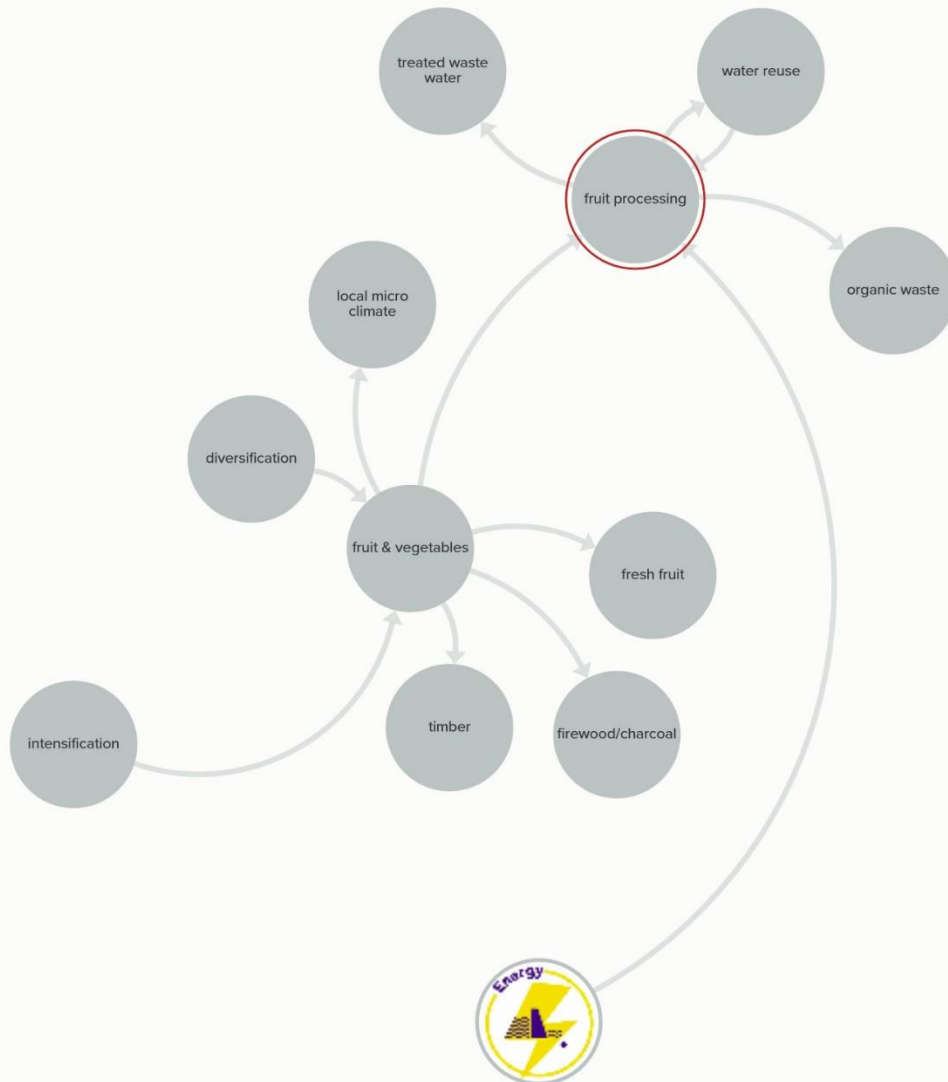 treated waste
water
water reuse
fruit processing
organic waste
local micro
climate
diversification
fruit & vegetables
fresh fruit
timber
firewood/charcoal
intensification
Energy